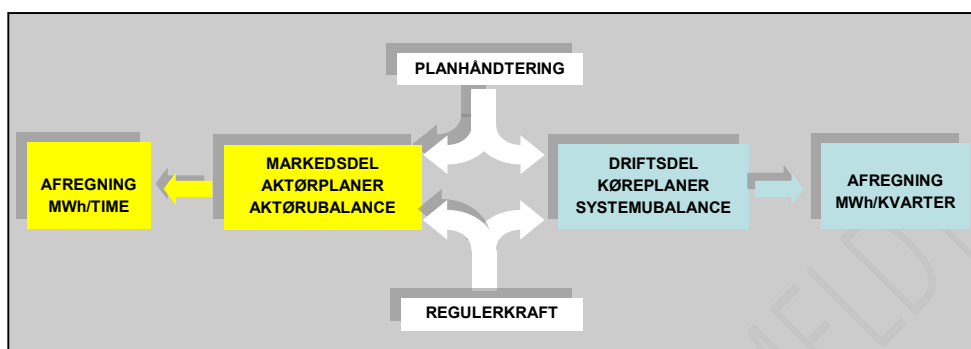 PLANHÅNDTERING
AFREGNING
MWh/TIME
MARKEDSDEL
AKTØRPLANER
AKTØRUBALANCE
DRIFTSDEL
KØREPLANER
SYSTEMUBALANCE
AFREGNING
MWh/KVARTER
REGULERKRAFT